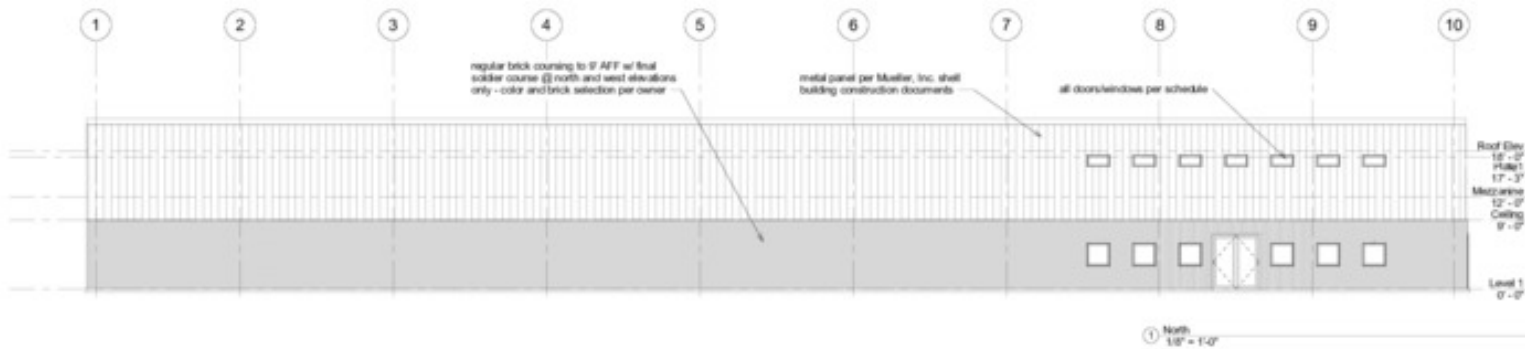 1 2 3 4 5 6 7 8 9 10
regular brick coursing to 9' AFF w/ final
soldier course @ north and west elevations
only - color and brick selection per owner
metal panel per Mueller, Inc. shell
building construction documents
all doors/windows per schedule
Roof Elev
18' - 0"
17' - 3"
Mezzanine
12' - 0"
Ceiling
9' - 0"
Level 1
0' - 0"
1 North
1/8" = 1'-0"